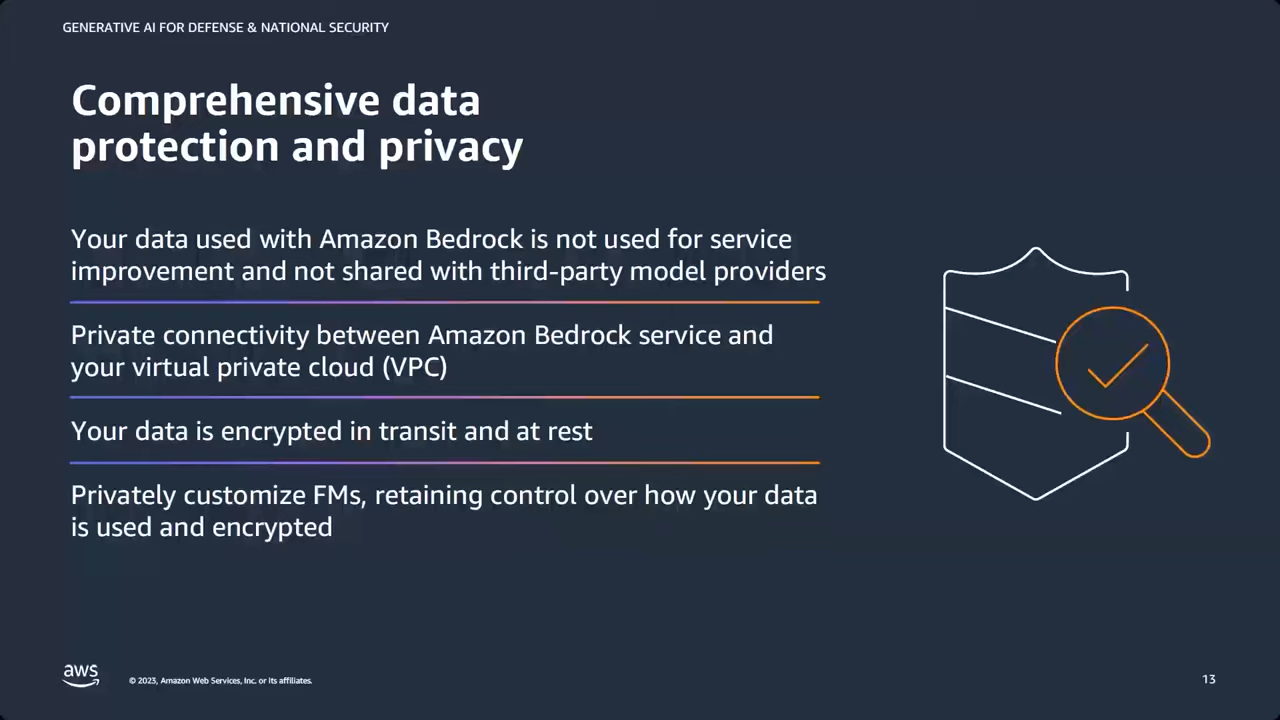 GENERATIVE AI FOR DEFENSE & NATIONAL SECURITY
Comprehensive data
protection and privacy
Your data used with Amazon Bedrock is not used for service
improvement and not shared with third-party model providers
Private connectivity between Amazon Bedrock service and
your virtual private cloud (VPC)
Your data is encrypted in transit and at rest
Privately customize FMs, retaining control over how your data
is used and encrypted
aws
© 2023, Amazon Web Services, Inc. or its affiliates.
13